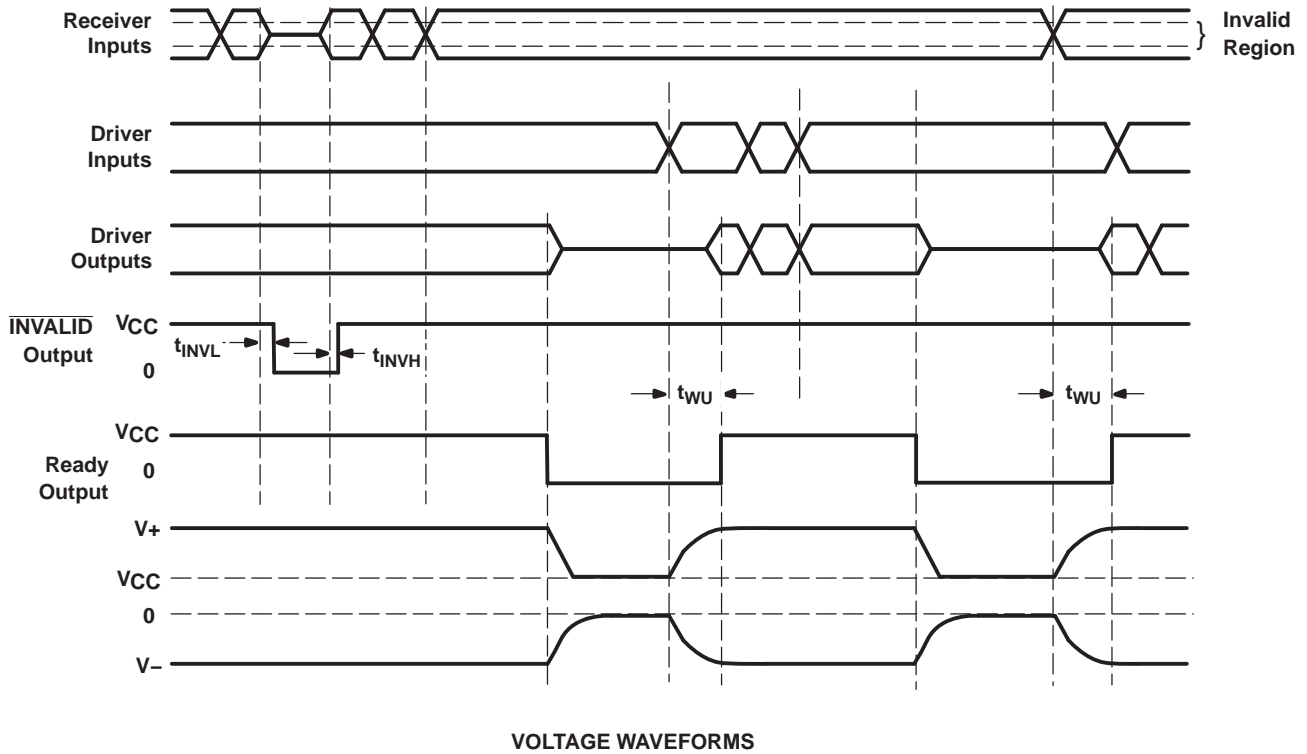 Receiver
Inputs
}
Invalid
Region
Driver
Inputs
Driver
Outputs
INVALID
Output
VCC
0
tINVL
tINVH
tWU
tWU
VCC
Ready
Output
0
V+
VCC
0
V–
VOLTAGE WAVEFORMS